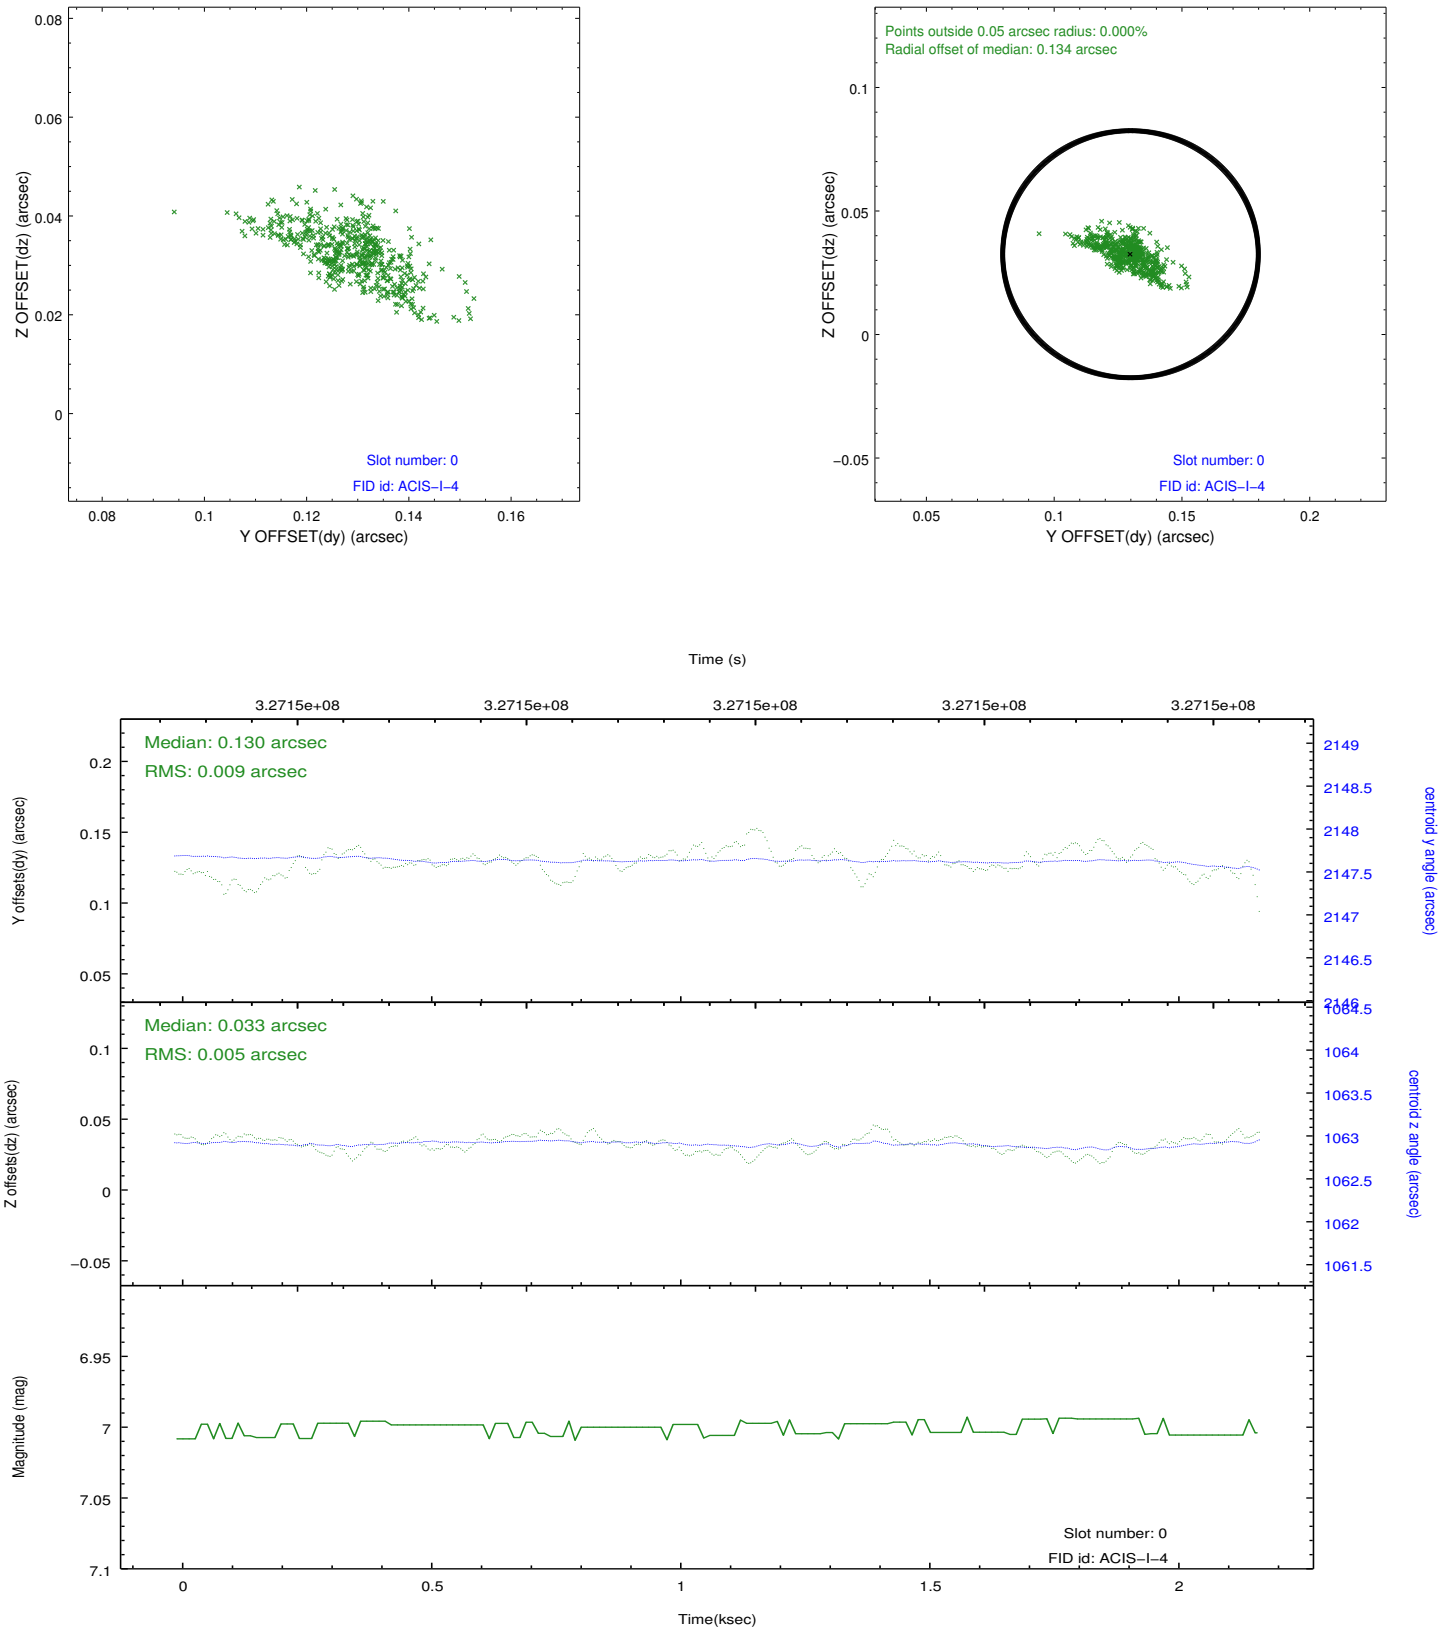 0.08
0.06
0.04
0.02
0
Z OFFSET(dz) (arcsec)
Slot number: 0
FID id: ACIS−I−4
0.08 0.1 0.12 0.14 0.16
Y OFFSET(dy) (arcsec)
Points outside 0.05 arcsec radius: 0.000%
Radial offset of median: 0.134 arcsec
0.1
0.05
0
−0.05
Z OFFSET(dz) (arcsec)
Slot number: 0
FID id: ACIS−I−4
0.05 0.1 0.15 0.2
Y OFFSET(dy) (arcsec)
Time (s)
3.2715e+08 3.2715e+08 3.2715e+08 3.2715e+08 3.2715e+08
Median: 0.130 arcsec
RMS: 0.009 arcsec
0.2
0.15
0.1
0.05
Y offsets(dy) (arcsec)
2149
2148.5
2148
2147.5
2147
2146.5
2146
centroid y angle (arcsec)
Median: 0.033 arcsec
RMS: 0.005 arcsec
0.1
0.05
0
−0.05
Z offsets(dz) (arcsec)
1064.5
1064
1063.5
1063
1062.5
1062
1061.5
centroid z angle (arcsec)
6.95
7
7.05
7.1
Magnitude (mag)
Slot number: 0
FID id: ACIS−I−4
0 0.5 1 1.5 2
Time(ksec)